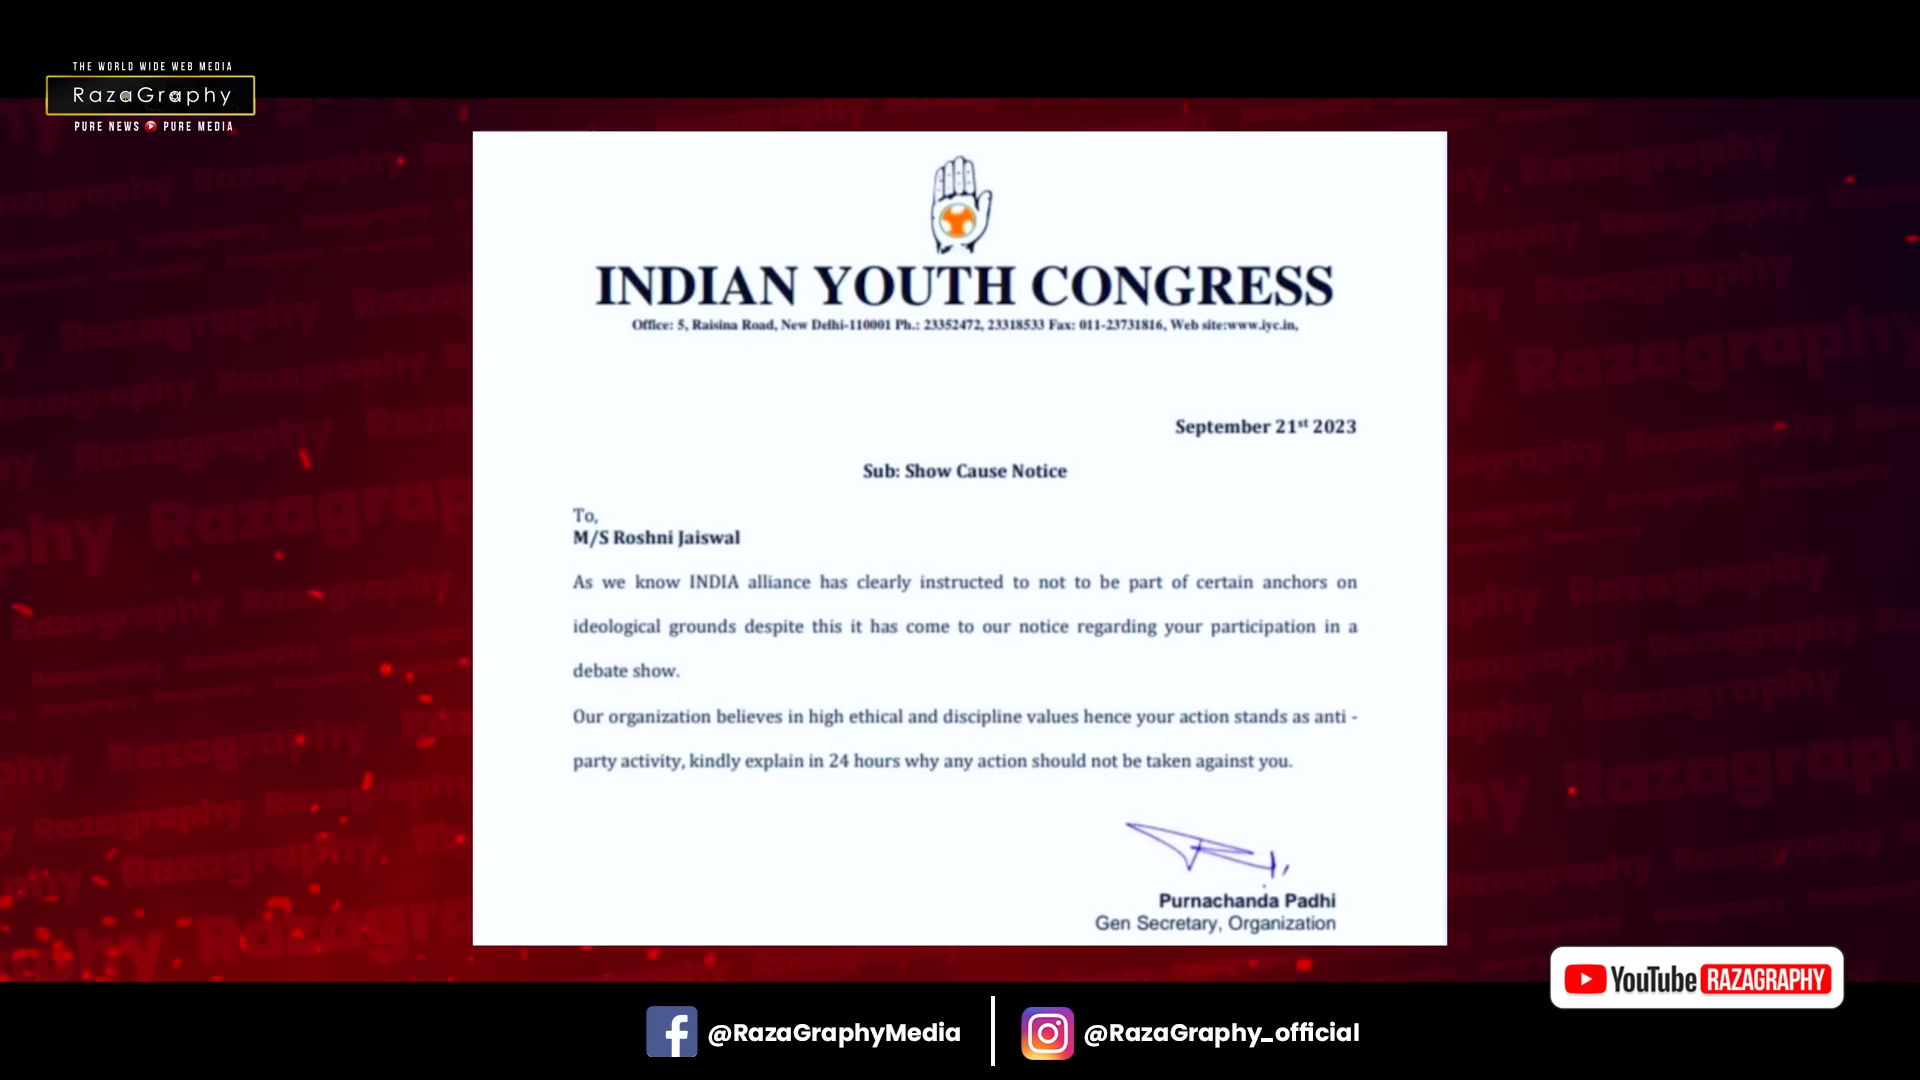 THE WORLD WIDE WEB MEDIA
RazaGraphy
PURE NEWS PURE MEDIA
INDIAN YOUTH CONGRESS
Office: 5, Raisina Road, New Delhi-110001 Ph.: 23352472, 23318533 Fax: 011-23731816, Web site:www.iyc.in,
September 21st 2023
Sub: Show Cause Notice
To,
M/S Roshni Jaiswal
As we know INDIA alliance has clearly instructed to not to be part of certain anchors on
ideological grounds despite this it has come to our notice regarding your participation in a
debate show.
Our organization believes in high ethical and discipline values hence your action stands as anti -
party activity, kindly explain in 24 hours why any action should not be taken against you.
Purnachanda Padhi
Gen Secretary, Organization
YouTube RAZAGRAPHY
@RazaGraphyMedia
@RazaGraphy_official